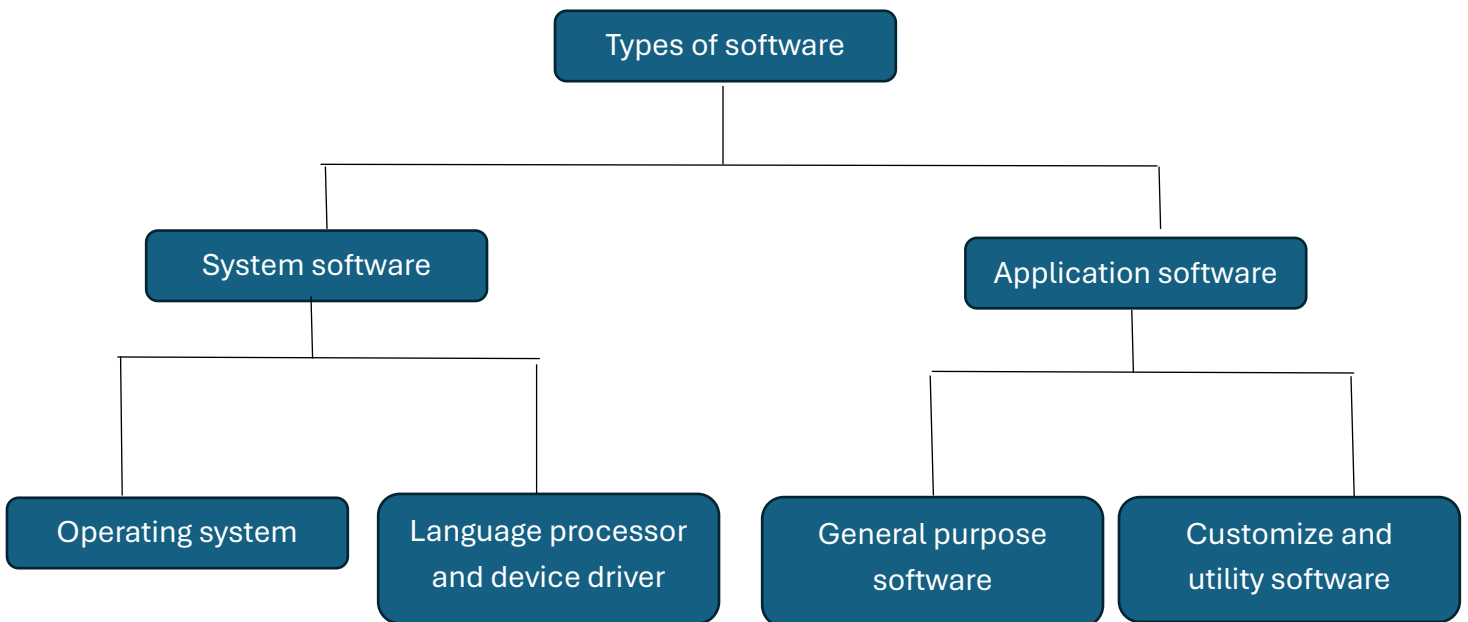 Types of software
System software
Application software
Operating system
Language processor
and device driver
General purpose
software
Customize and
utility software